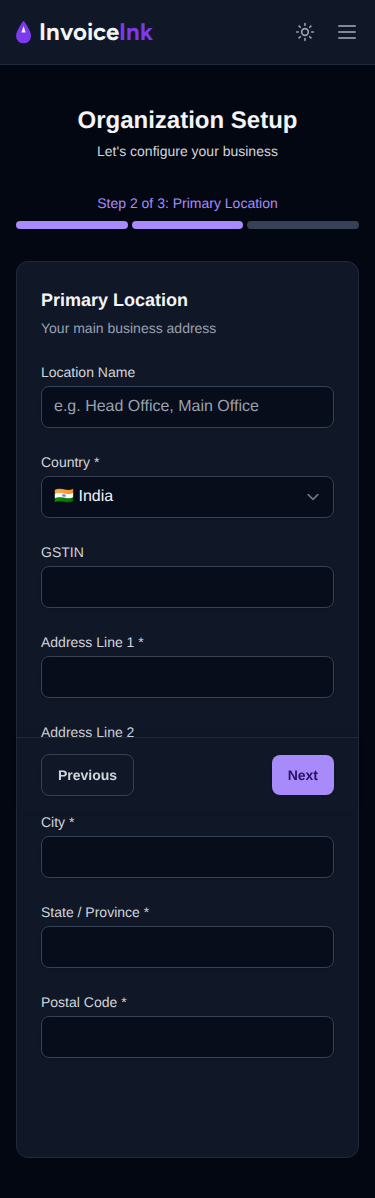 InvoiceInk
Organization Setup
Let's configure your business
Step 2 of 3: Primary Location
Primary Location
Your main business address
Location Name
e.g. Head Office, Main Office
Country *
🇮🇳 India
GSTIN
Address Line 1 *
Address Line 2
Previous
Next
City *
State / Province *
Postal Code *